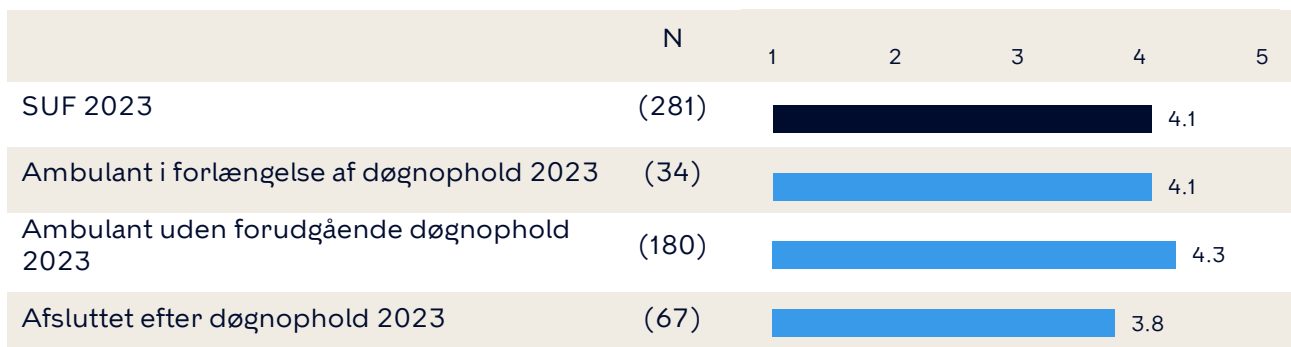 N
1 2 3 4 5
SUF 2023 (281) 4.1
Ambulant i forlængelse af døgnophold 2023 (34) 4.1
Ambulant uden forudgående døgnophold
2023 (180) 4.3
Afsluttet efter døgnophold 2023 (67) 3.8